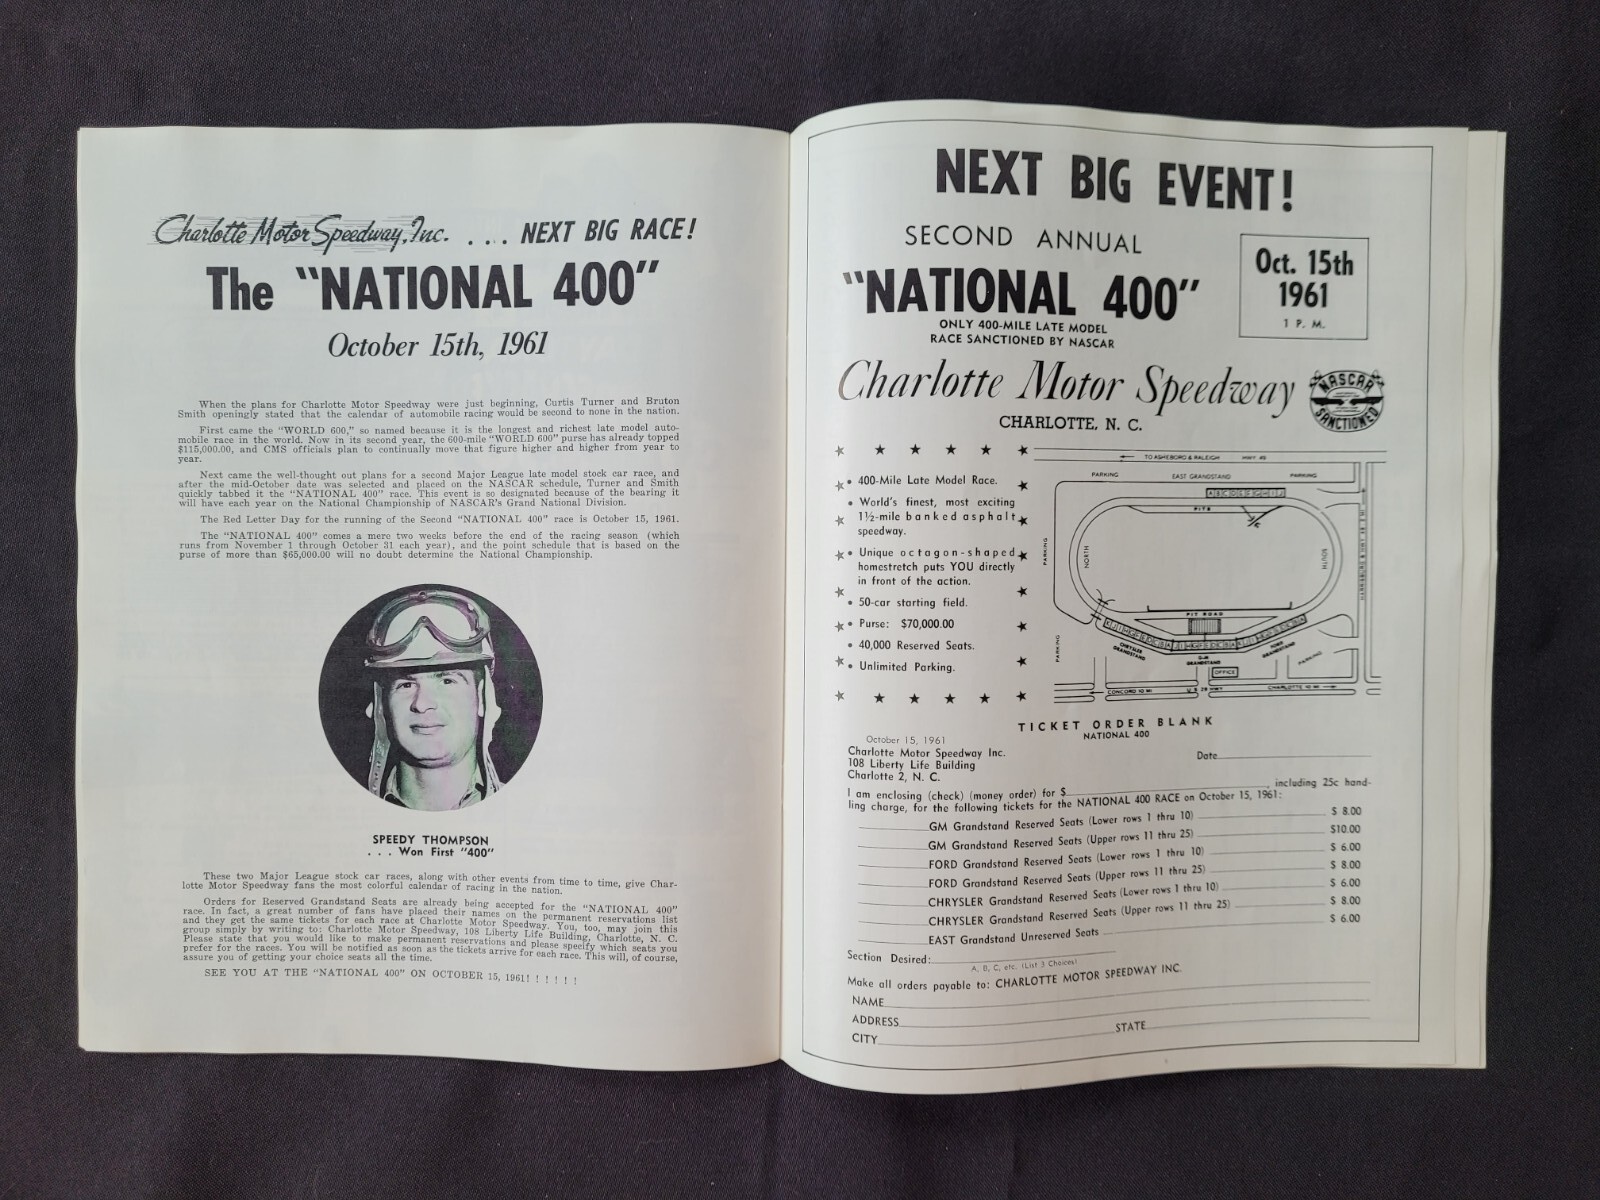 Charlotte Motor Speedway, Inc. . . . NEXT BIG RACE!
The "NATIONAL 400"
October 15th, 1961
When the plans for Charlotte Motor Speedway were just beginning, Curtis Turner and Bruton
Smith openingly stated that the calendar of automobile racing would be second to none in the nation.
First came the "WORLD 600," so named because it is the longest and richest late model auto-
mobile race in the world. Now in its second year, the 600-mile "WORLD 600" purse has already topped
$115,000.00, and CMS officials plan to continually move that figure higher and higher from year to
year.
Next came the well-thought out plans for a second Major League late model stock car race, and
after the mid-October date was selected and placed on the NASCAR schedule, Turner and Smith
quickly tabbed it the "NATIONAL 400" race. This event is so designated because of the bearing it
will have each year on the National Championship of NASCAR's Grand National Division.
The Red Letter Day for the running of the Second "NATIONAL 400" race is October 15, 1961.
The "NATIONAL 400" comes a mere two weeks before the end of the racing season (which
runs from November 1 through October 31 each year), and the point schedule that is based on the
purse of more than $65,000.00 will no doubt determine the National Championship.
SPEEDY THOMPSON
. . . Won First "400"
These two Major League stock car races, along with other events from time to time, give Char-
lotte Motor Speedway fans the most colorful calendar of racing in the nation.
Orders for Reserved Grandstand Seats are already being accepted for the "NATIONAL 400"
race. In fact, a great number of fans have placed their names on the permanent reservations list
and they get the same tickets for each race at Charlotte Motor Speedway. You, too, may join this
group simply by writing to: Charlotte Motor Speedway, 108 Liberty Life Building, Charlotte, N. C.
Please state that you would like to make permanent reservations and please specify which seats you
prefer for the races. You will be notified as soon as the tickets arrive for each race. This will, of course,
assure you of getting your choice seats all the time.
SEE YOU AT THE "NATIONAL 400" ON OCTOBER 15, 1961! ! ! ! ! !
NEXT BIG EVENT!
SECOND ANNUAL
"NATIONAL 400"
Oct. 15th
1961
1 P. M.
ONLY 400-MILE LATE MODEL
RACE SANCTIONED BY NASCAR
Charlotte Motor Speedway
NASCAR
SANCTIONED
CHARLOTTE, N. C.
• 400-Mile Late Model Race.
• World's finest, most exciting
1½-mile banked asphalt
speedway.
• Unique octagon-shaped
homestretch puts YOU directly
in front of the action.
• 50-car starting field.
• Purse: $70,000.00
• 40,000 Reserved Seats.
• Unlimited Parking.
TO ASHEBORO & RALEIGH HWY 49
PARKING
EAST GRANDSTAND
PARKING
A B C D E F G H I J
PITS
PARKING
NORTH
SOUTH
PIT ROAD
CHRYSLER
GRANDSTAND
G-M
GRANDSTAND
FORD
GRANDSTAND
PARKING
PARKING
OFFICE
CONCORD 10 MI
U S 29 HWY
CHARLOTTE 10 MI
TICKET ORDER BLANK
NATIONAL 400
October 15, 1961
Charlotte Motor Speedway Inc.
108 Liberty Life Building
Charlotte 2, N. C.
Date
I am enclosing (check) (money order) for $ , including 25c hand-
ling charge, for the following tickets for the NATIONAL 400 RACE on October 15, 1961:
GM Grandstand Reserved Seats (Lower rows 1 thru 10) $ 8.00
GM Grandstand Reserved Seats (Upper rows 11 thru 25) $10.00
FORD Grandstand Reserved Seats (Lower rows 1 thru 10) $ 6.00
FORD Grandstand Reserved Seats (Upper rows 11 thru 25) $ 8.00
CHRYSLER Grandstand Reserved Seats (Lower rows 1 thru 10) $ 6.00
CHRYSLER Grandstand Reserved Seats (Upper rows 11 thru 25) $ 8.00
EAST Grandstand Unreserved Seats $ 6.00
Section Desired:
A, B, C, etc. (List 3 Choices)
Make all orders payable to: CHARLOTTE MOTOR SPEEDWAY INC.
NAME
ADDRESS
CITY STATE